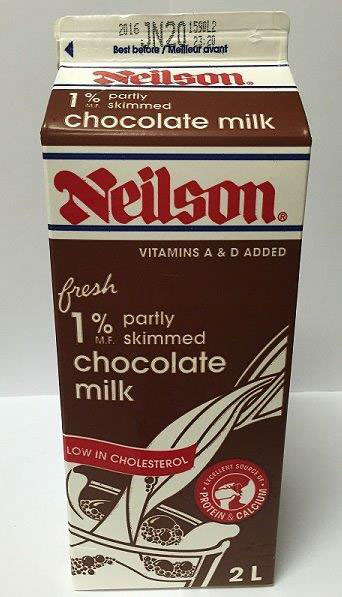 2016 JN20 1590L2
23:20
Best before / Meilleur avant
Neilson®
1% partly
M.F. skimmed
chocolate milk
Neilson®
VITAMINS A & D ADDED
fresh
1% partly
M.F. skimmed
chocolate
milk
LOW IN CHOLESTEROL
• EXCELLENT SOURCE OF •
PROTEIN & CALCIUM
2 L